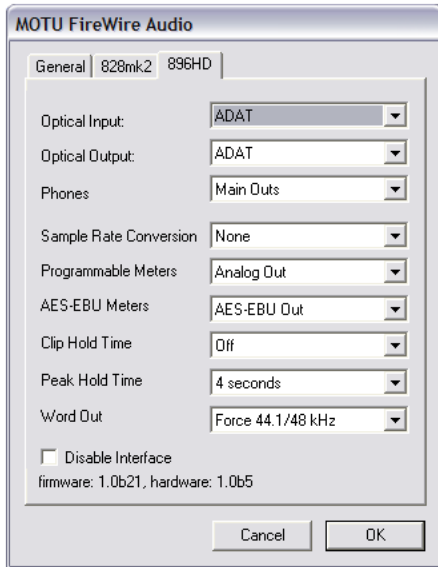 MOTU FireWire Audio
General 828mk2 896HD
Optical Input: ADAT
Optical Output: ADAT
Phones Main Outs
Sample Rate Conversion None
Programmable Meters Analog Out
AES-EBU Meters AES-EBU Out
Clip Hold Time Off
Peak Hold Time 4 seconds
Word Out Force 44.1/48 kHz
Disable Interface
firmware: 1.0b21, hardware: 1.0b5
Cancel OK